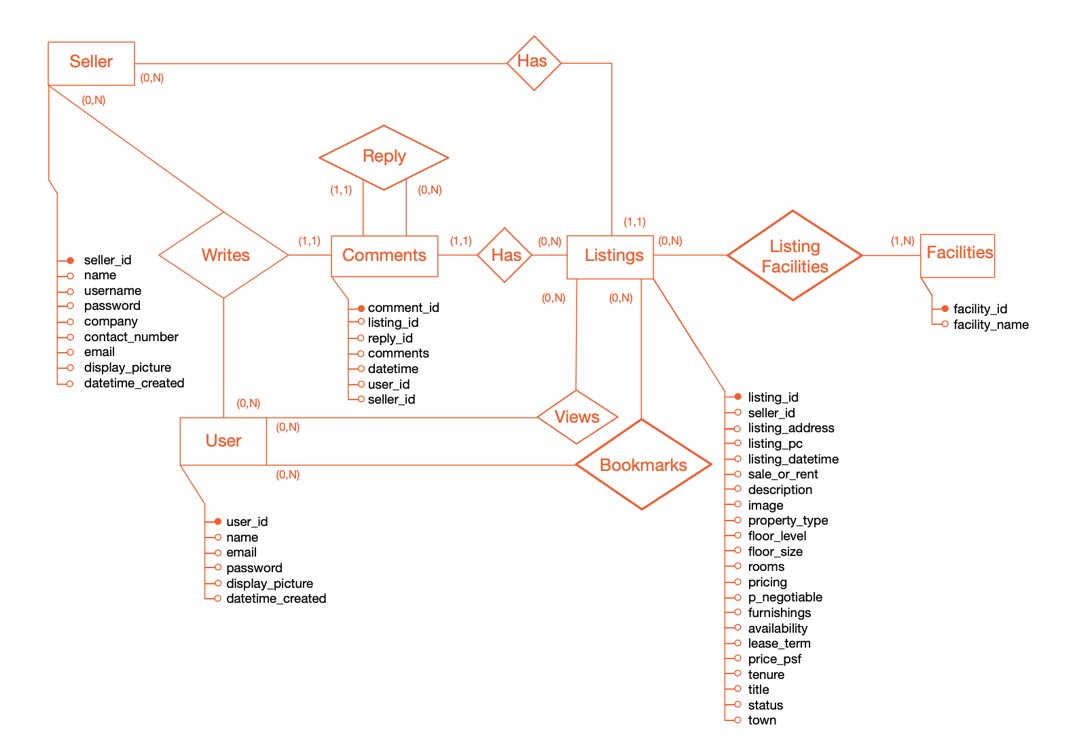 Seller
Has
(0,N)
(0,N)
Reply
(1,1)
(0,N)
(1,1)
Writes
(1,1)
Comments
(1,1)
Has
(0,N)
Listings
(0,N)
Listing
Facilities
(1,N)
Facilities
seller_id
name
username
password
company
contact_number
email
display_picture
datetime_created
comment_id
listing_id
reply_id
comments
datetime
user_id
seller_id
(0,N)
(0,N)
facility_id
facility_name
(0,N)
User
(0,N)
(0,N)
Views
Bookmarks
user_id
name
email
password
display_picture
datetime_created
listing_id
seller_id
listing_address
listing_pc
listing_datetime
sale_or_rent
description
image
property_type
floor_level
floor_size
rooms
pricing
p_negotiable
furnishings
availability
lease_term
price_psf
tenure
title
status
town